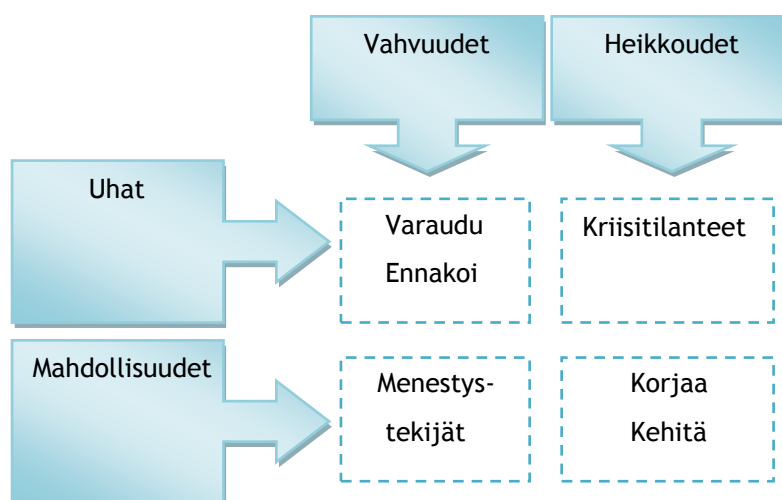 Vahvuudet
Heikkoudet
Uhat
Varaudu
Ennakoi
Kriisitilanteet
Mahdollisuudet
Menestys-
tekijät
Korjaa
Kehitä